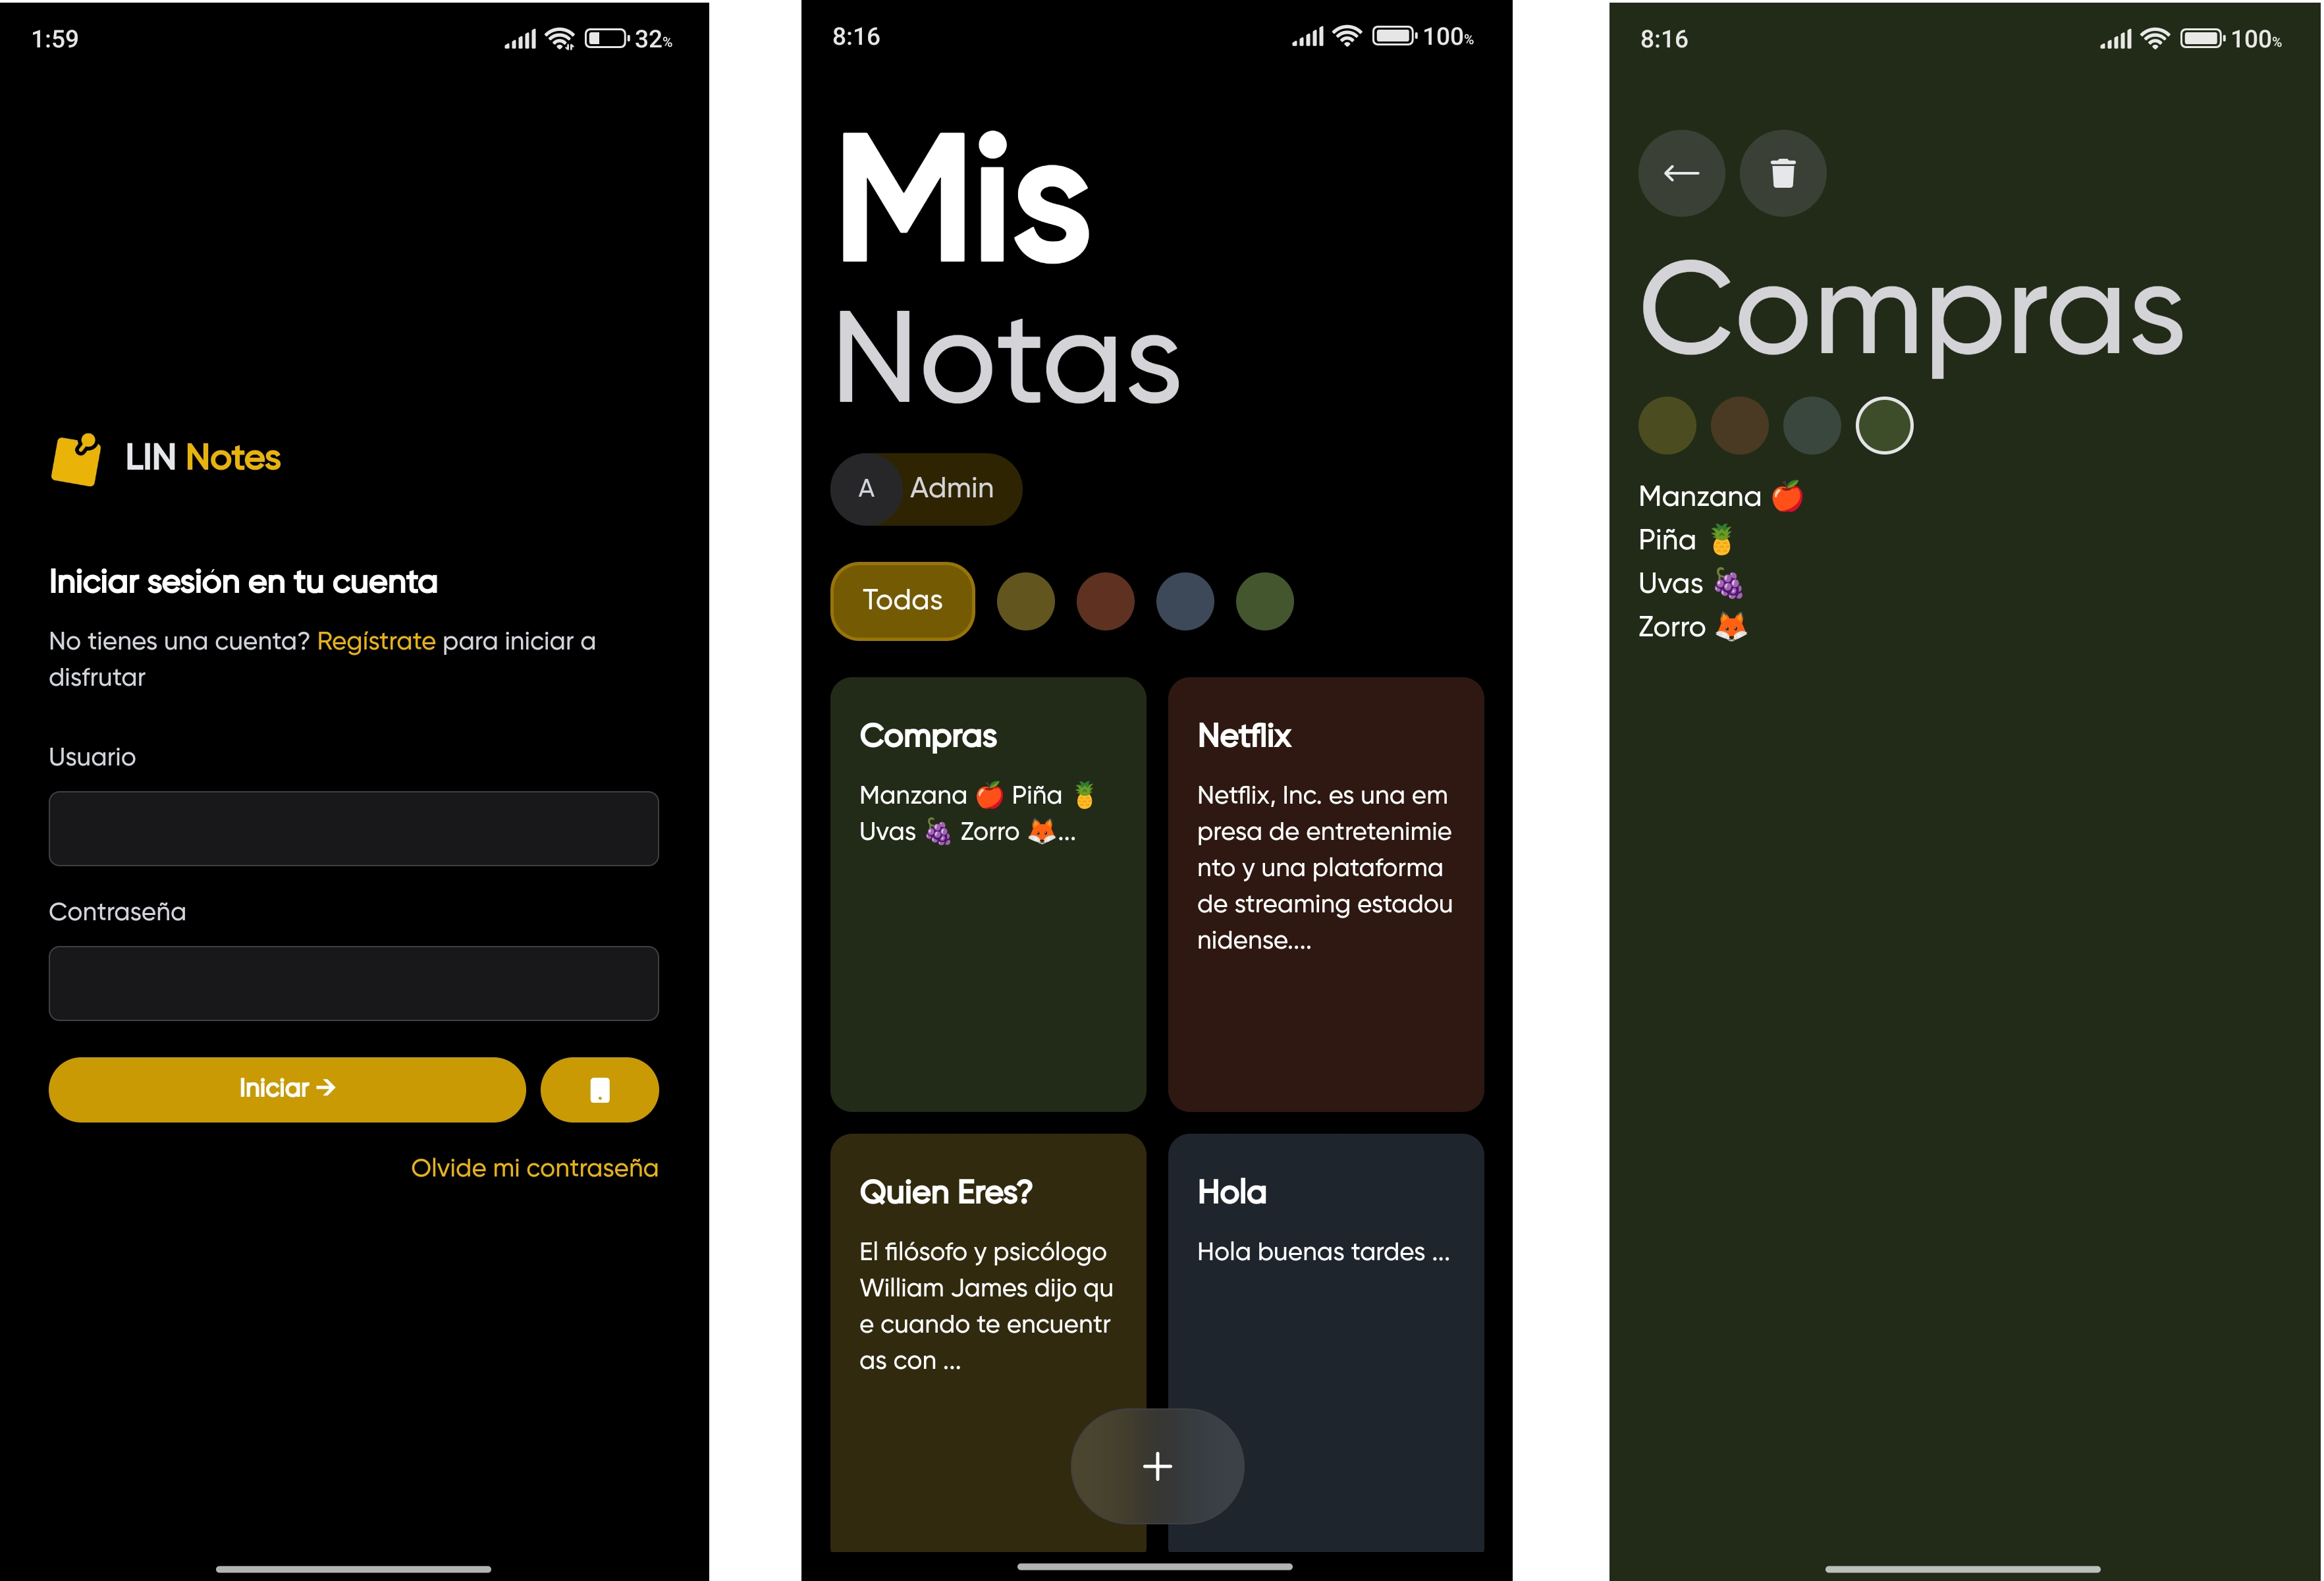 1:59
32%
LIN Notes
Iniciar sesión en tu cuenta
No tienes una cuenta? Regístrate para iniciar a
disfrutar
Usuario
Contraseña
Iniciar →
Olvide mi contraseña
8:16
100%
Mis
Notas
A Admin
Todas
Compras
Manzana 🍎 Piña 🍍
Uvas 🍇 Zorro 🦊...
Netflix
Netflix, Inc. es una em
presa de entretenimie
nto y una plataforma
de streaming estadou
nidense....
Quien Eres?
El filósofo y psicólogo
William James dijo qu
e cuando te encuentr
as con ...
Hola
Hola buenas tardes ...
+
8:16
100%
Compras
Manzana 🍎
Piña 🍍
Uvas 🍇
Zorro 🦊